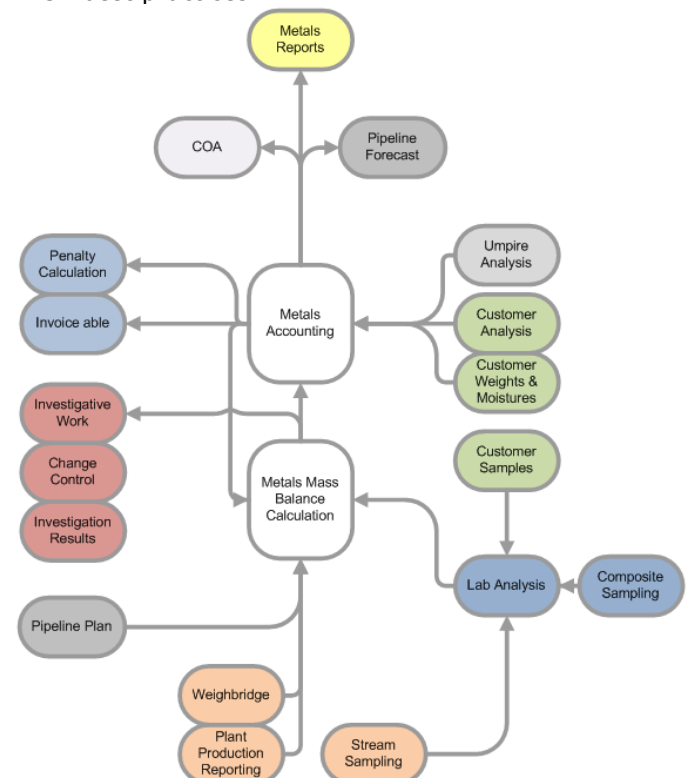 Metals
Reports
COA
Pipeline
Forecast
Penalty
Calculation
Umpire
Analysis
Invoice able
Metals
Accounting
Customer
Analysis
Customer
Weights &
Moistures
Investigative
Work
Change
Control
Investigation
Results
Metals Mass
Balance
Calculation
Customer
Samples
Lab Analysis
Composite
Sampling
Pipeline Plan
Weighbridge
Plant
Production
Reporting
Stream
Sampling